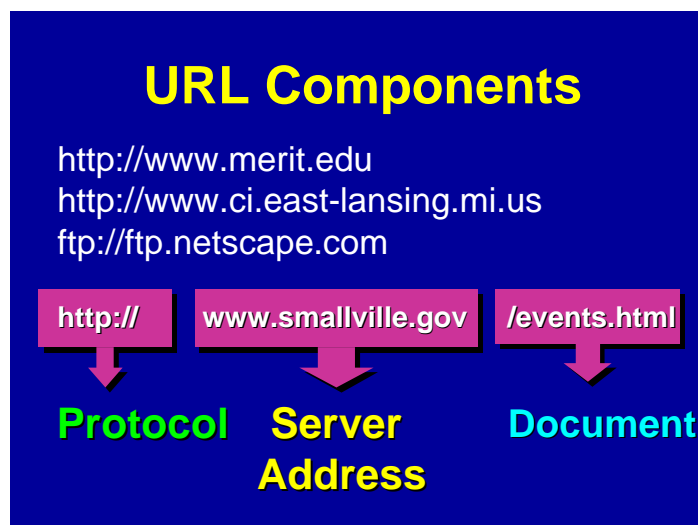 URL Components
http://www.merit.edu
http://www.ci.east-lansing.mi.us
ftp://ftp.netscape.com
http:// www.smallville.gov /events.html
Protocol Server Document
Address